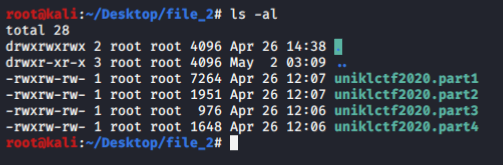 root@kali:~/Desktop/file_2# ls -al
total 28
drwxrwxrwx 2 root root 4096 Apr 26 14:38 .
drwxr-xr-x 3 root root 4096 May  2 03:09 ..
-rwxrw-rw- 1 root root 7264 Apr 26 12:07 uniklctf2020.part1
-rwxrw-rw- 1 root root 1951 Apr 26 12:07 uniklctf2020.part2
-rwxrw-rw- 1 root root  976 Apr 26 12:06 uniklctf2020.part3
-rwxrw-rw- 1 root root 1648 Apr 26 12:06 uniklctf2020.part4
root@kali:~/Desktop/file_2#